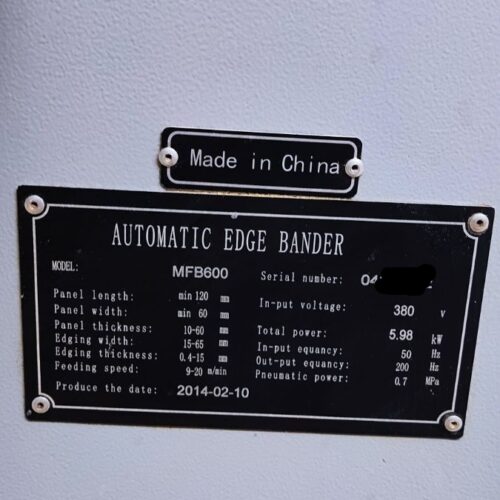 Made in China
AUTOMATIC EDGE BANDER
MODEL: MFB600
Serial number: 04
Panel length: min 120 mm
In-put voltage: 380 v
Panel width: min 60 mm
Panel thickness: 10-60 mm
Total power: 5.98 kW
Edging width: 15-65 mm
In-put equancy: 50 Hz
Edging thickness: 0.4-15 mm
Out-put equancy: 200 Hz
Feeding speed: 9-20 m/min
Pneumatic power: 0.7 MPa
Produce the date: 2014-02-10